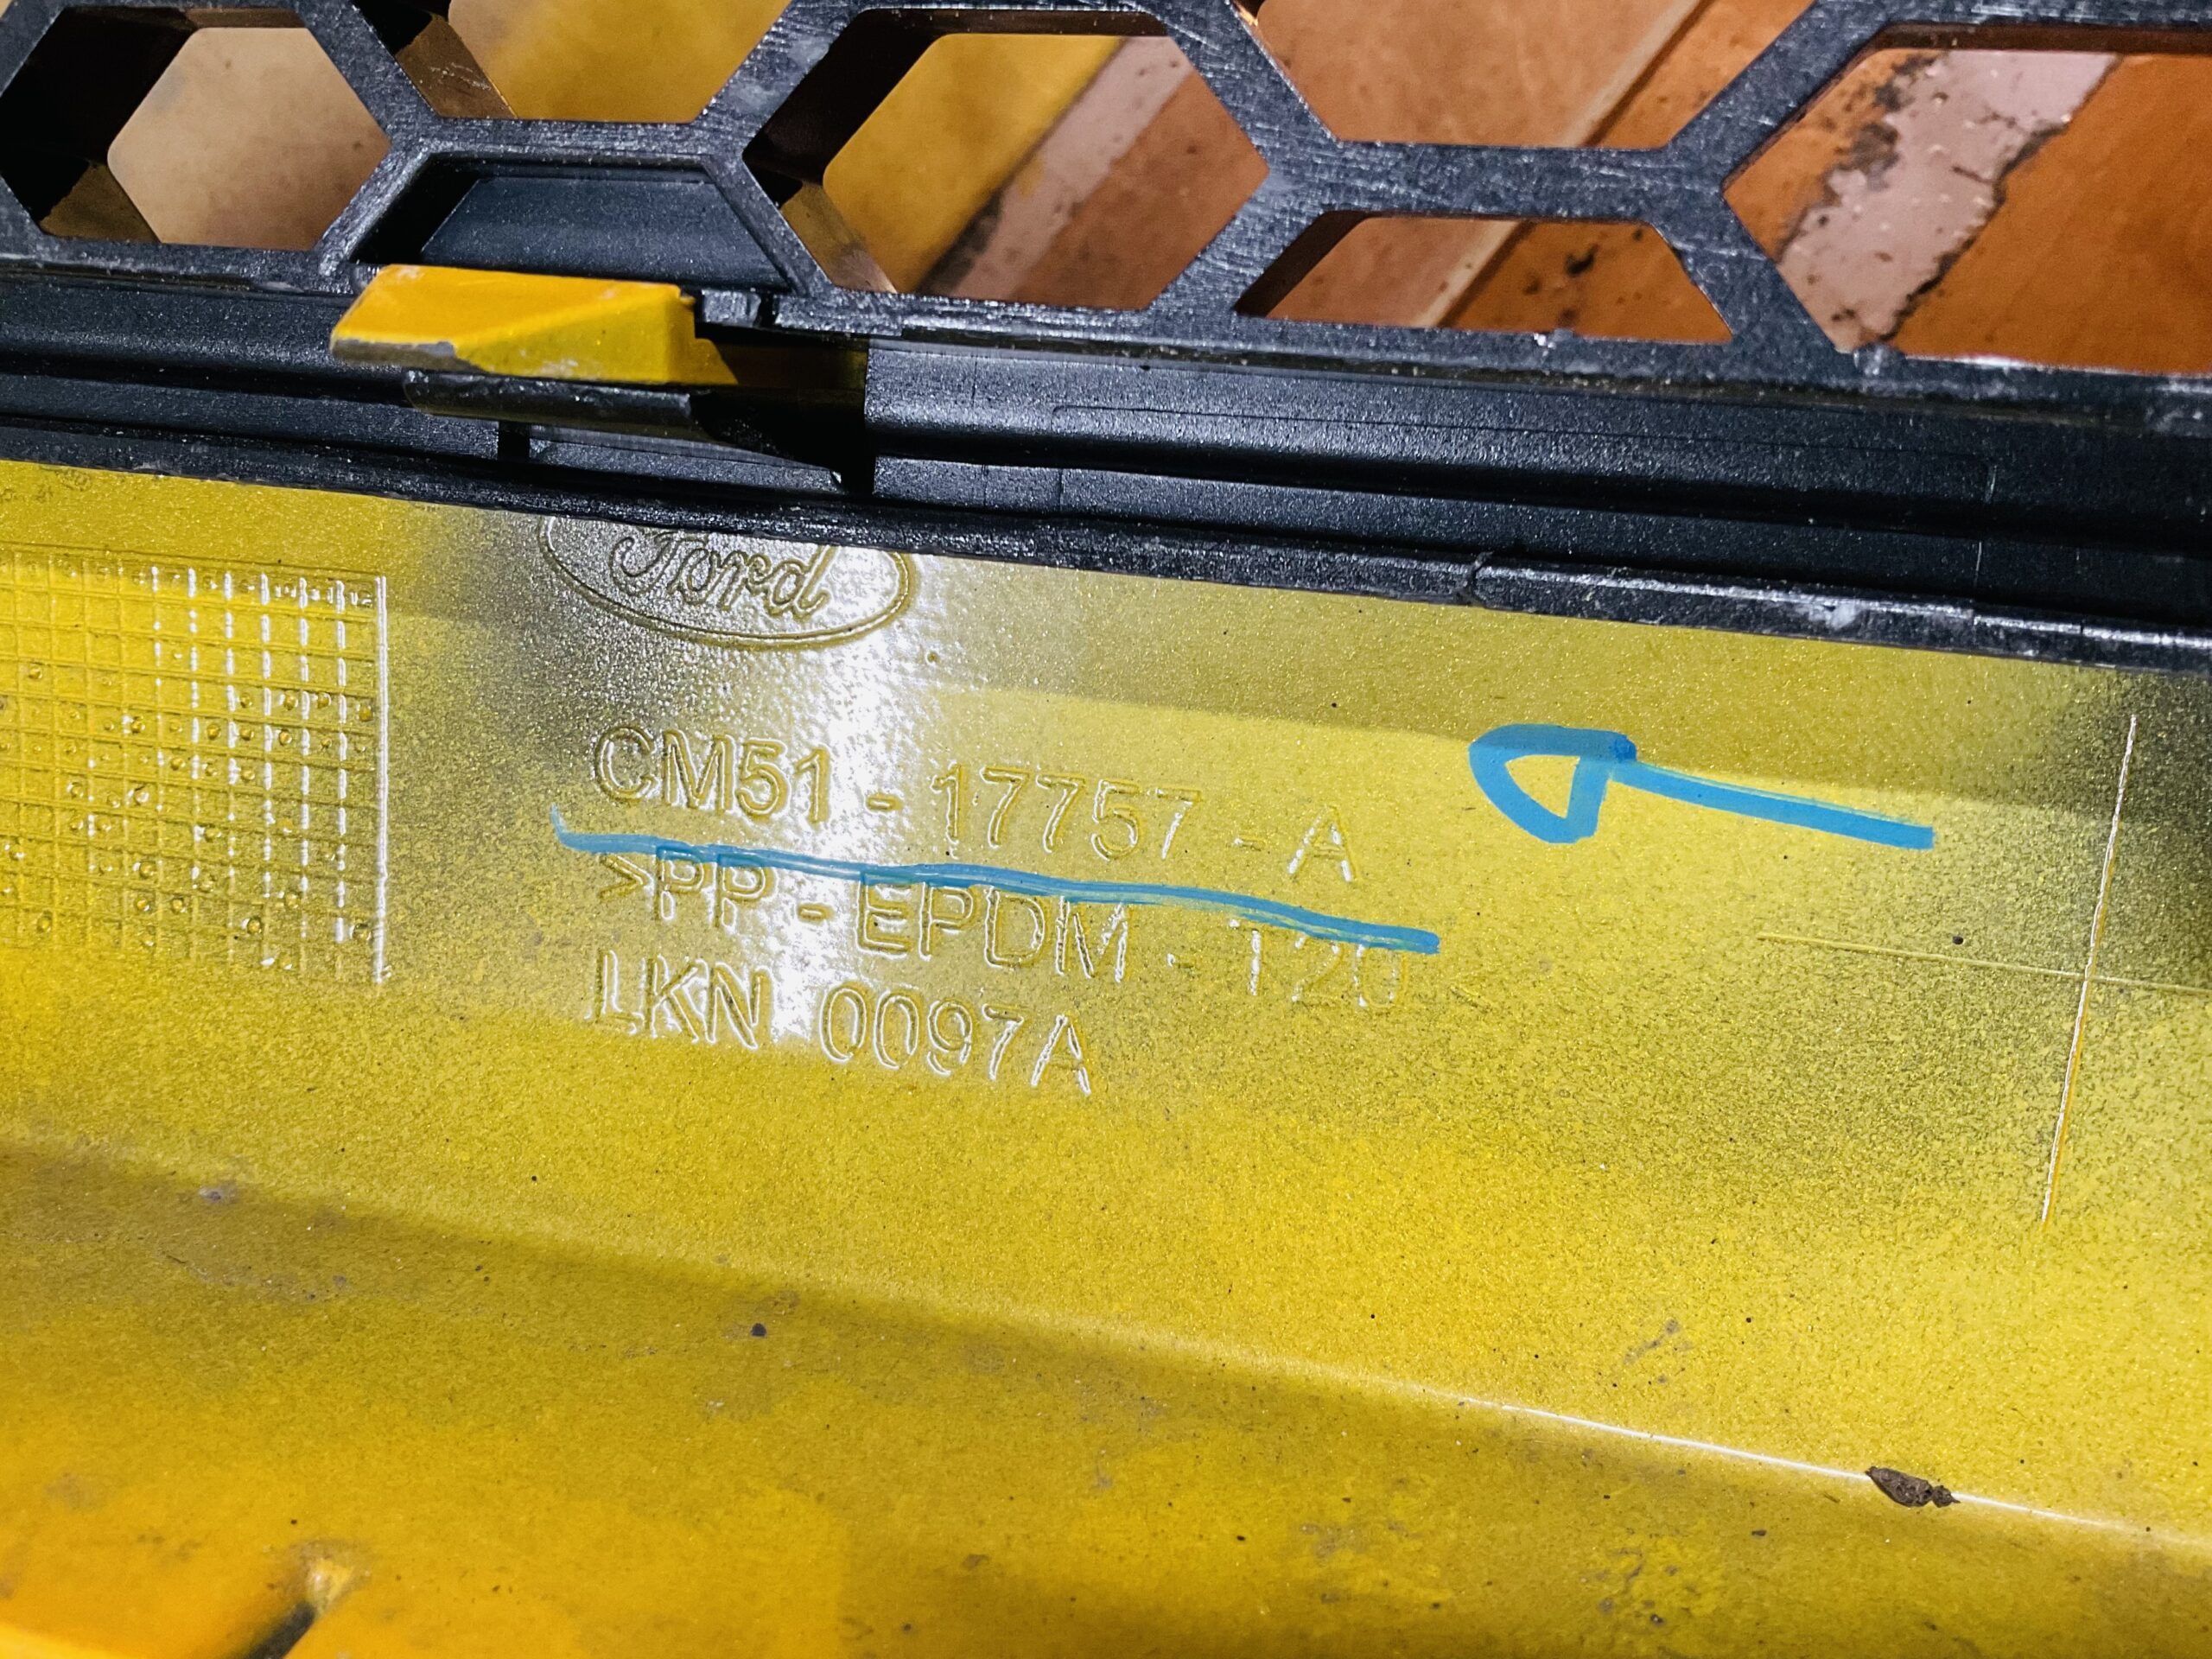 Ford
CM51 - 17757 - A
>PP - EPDM - T20<
LKN 0097A